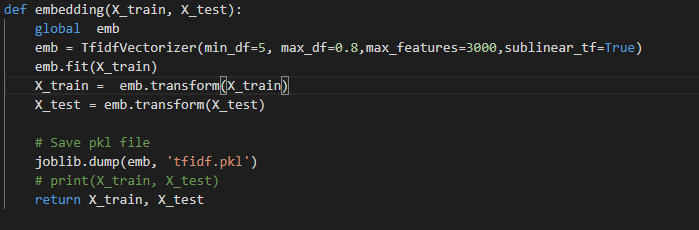 def embedding(X_train, X_test):
    global  emb
    emb = TfidfVectorizer(min_df=5, max_df=0.8,max_features=3000,sublinear_tf=True)
    emb.fit(X_train)
    X_train =  emb.transform(X_train)
    X_test = emb.transform(X_test)

    # Save pkl file
    joblib.dump(emb, 'tfidf.pkl')
    # print(X_train, X_test)
    return X_train, X_test